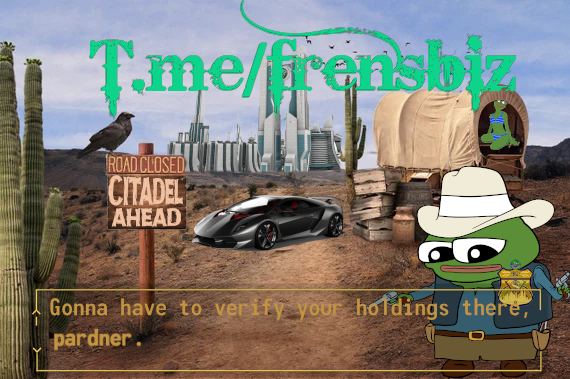 T.me/frensbiz
ROAD CLOSED
CITADEL
AHEAD
Gonna have to verify your holdings there,
pardner.